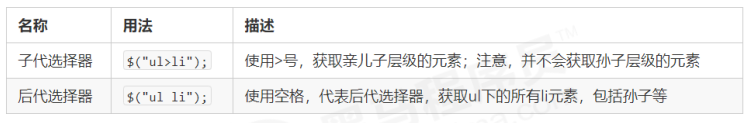 名称 用法 描述
子代选择器 $("ul>li"); 使用>号，获取亲儿子层级的元素；注意，并不会获取孙子层级的元素
后代选择器 $("ul li"); 使用空格，代表后代选择器，获取ul下的所有li元素，包括孙子等